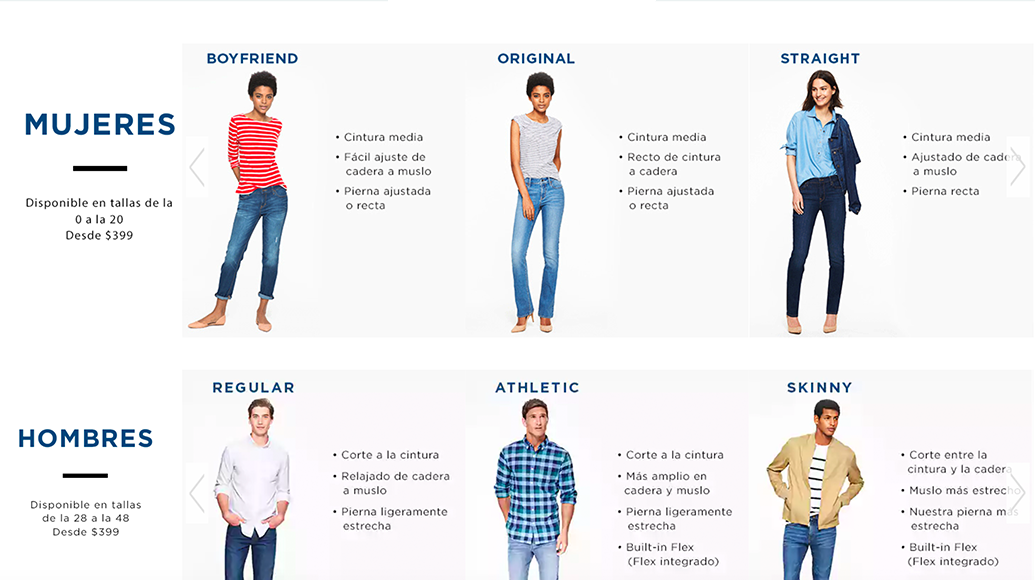 MUJERES
Disponible en tallas de la
0 a la 20
Desde $399
BOYFRIEND
• Cintura media
• Fácil ajuste de
cadera a muslo
• Pierna ajustada
o recta
ORIGINAL
• Cintura media
• Recto de cintura
a cadera
• Pierna ajustada
o recta
STRAIGHT
• Cintura media
• Ajustado de cadera
a muslo
• Pierna recta
HOMBRES
Disponible en tallas
de la 28 a la 48
Desde $399
REGULAR
• Corte a la cintura
• Relajado de cadera
a muslo
• Pierna ligeramente
estrecha
ATHLETIC
• Corte a la cintura
• Más amplio en
cadera y muslo
• Pierna ligeramente
estrecha
• Built-in Flex
(Flex integrado)
SKINNY
• Corte entre la
cintura y la cadera
• Muslo más estrecho
• Nuestra pierna más
estrecha
• Built-in Flex
(Flex integrado)